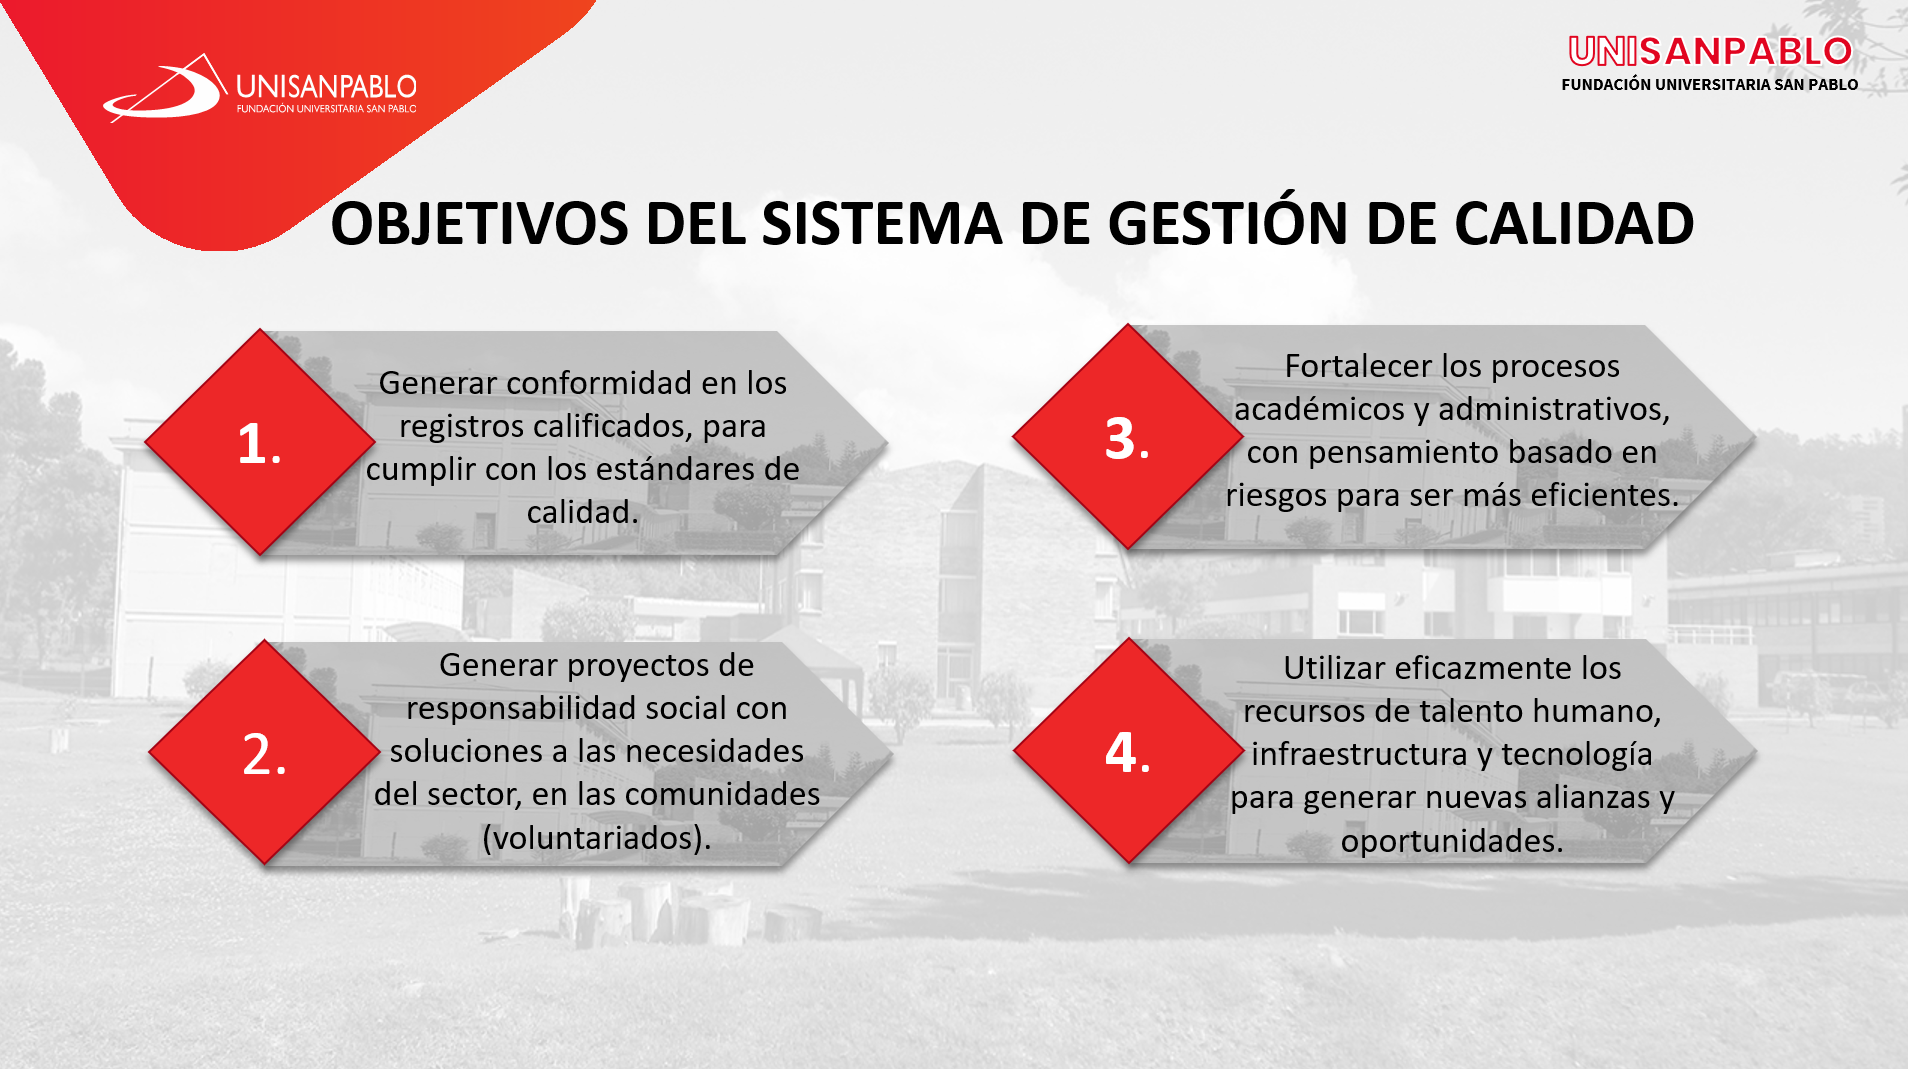 UNISANPABLO
FUNDACIÓN UNIVERSITARIA SAN PABLO
UNISANPABLO
FUNDACIÓN UNIVERSITARIA SAN PABLO
OBJETIVOS DEL SISTEMA DE GESTIÓN DE CALIDAD
1.
Generar conformidad en los
registros calificados, para
cumplir con los estándares de
calidad.
2.
Generar proyectos de
responsabilidad social con
soluciones a las necesidades
del sector, en las comunidades
(voluntariados).
3.
Fortalecer los procesos
académicos y administrativos,
con pensamiento basado en
riesgos para ser más eficientes.
4.
Utilizar eficazmente los
recursos de talento humano,
infraestructura y tecnología
para generar nuevas alianzas y
oportunidades.